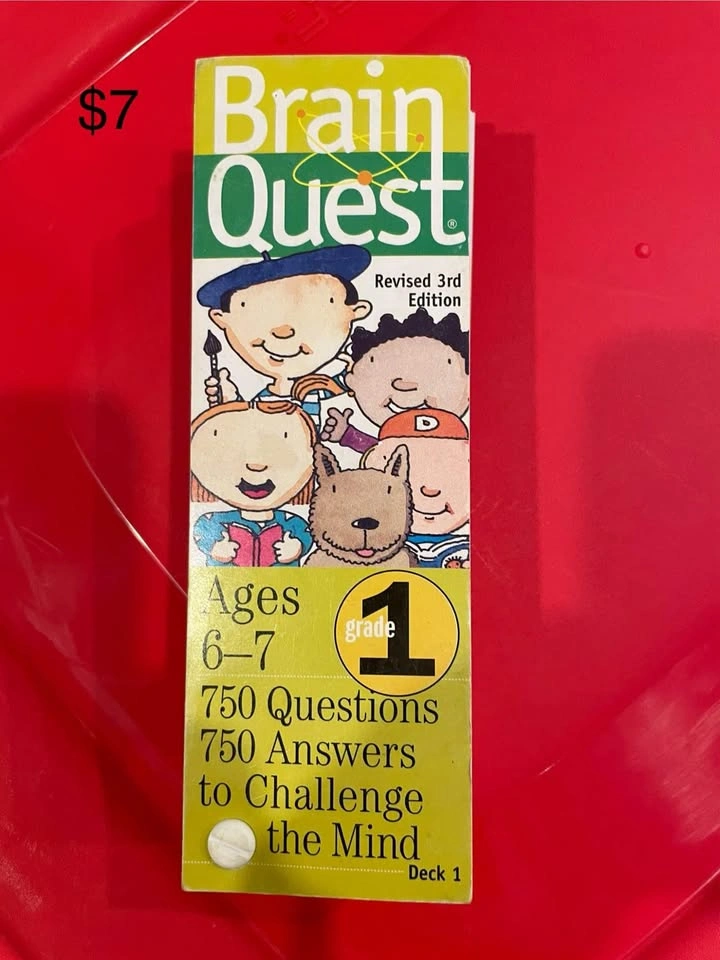 $7
Brain
Quest®
Revised 3rd
Edition
D
Ages
6–7
grade 1
750 Questions
750 Answers
to Challenge
the Mind
Deck 1